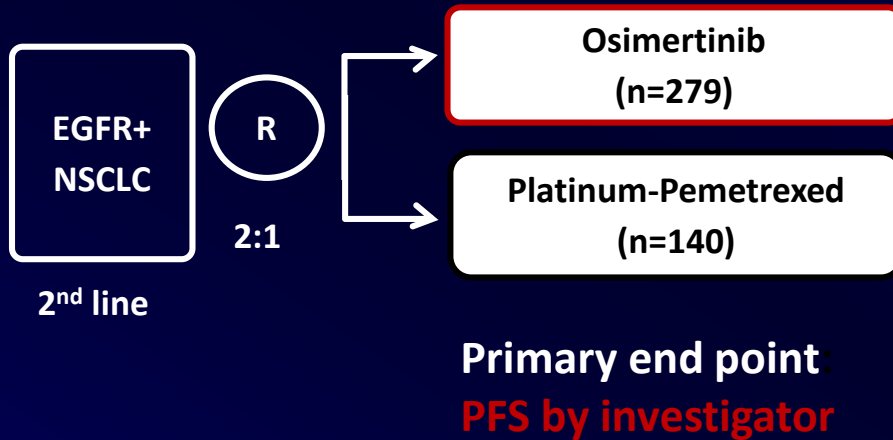 EGFR+
NSCLC
2nd line
R
2:1
Osimertinib
(n=279)
Platinum-Pemetrexed
(n=140)
Primary end point:
PFS by investigator